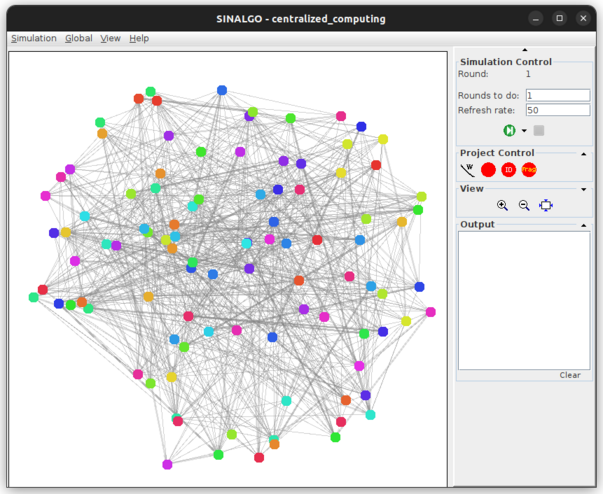 SINALGO - centralized_computing
Simulation Global View Help
Simulation Control
Round: 1
Rounds to do: 1
Refresh rate: 50
Project Control
W ID Frag
View
Output
Clear